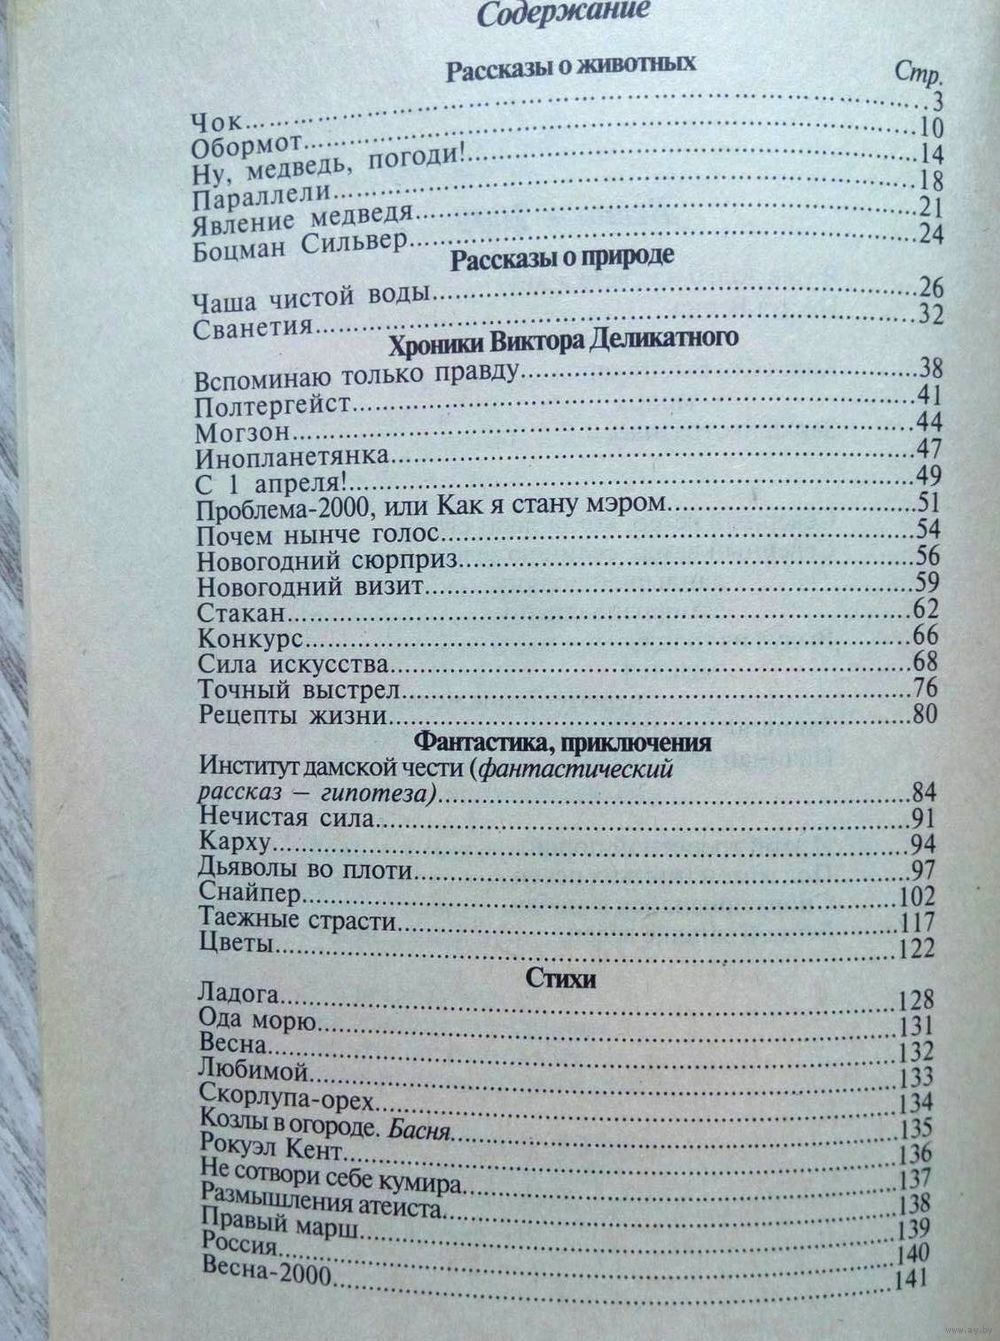 Содержание
Рассказы о животных
Стр.
Чок.......3
Обормот.......10
Ну, медведь, погоди!.......14
Параллели.......18
Явление медведя.......21
Боцман Сильвер.......24
Рассказы о природе
Чаша чистой воды.......26
Сванетия.......32
Хроники Виктора Деликатного
Вспоминаю только правду.......38
Полтергейст.......41
Могзон.......44
Инопланетянка.......47
С 1 апреля!.......49
Проблема-2000, или Как я стану мэром.......51
Почем нынче голос.......54
Новогодний сюрприз.......56
Новогодний визит.......59
Стакан.......62
Конкурс.......66
Сила искусства.......68
Точный выстрел.......76
Рецепты жизни.......80
Фантастика, приключения
Институт дамской чести (фантастический
рассказ – гипотеза).......84
Нечистая сила.......91
Карху.......94
Дьяволы во плоти.......97
Снайпер.......102
Таежные страсти.......117
Цветы.......122
Стихи
Ладога.......128
Ода морю.......131
Весна.......132
Любимой.......133
Скорлупа-орех.......134
Козлы в огороде. Басня.......135
Рокуэл Кент.......136
Не сотвори себе кумира.......137
Размышления атеиста.......138
Правый марш.......139
Россия.......140
Весна-2000.......141
www.ay.by